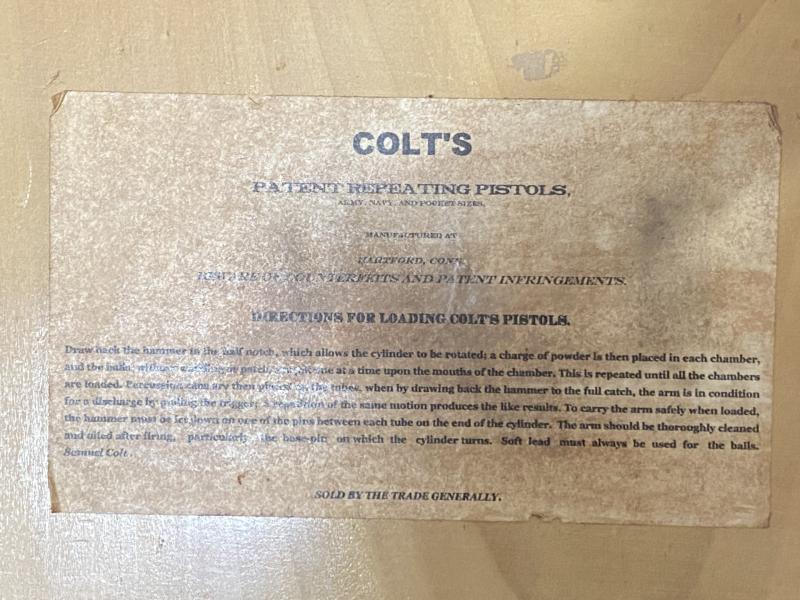 COLT'S
PATENT REPEATING PISTOLS,
ARMY, NAVY, AND POCKET SIZES,
MANUFACTURED AT
HARTFORD, CONN.
BEWARE OF COUNTERFEITS AND PATENT INFRINGEMENTS.
DIRECTIONS FOR LOADING COLT'S PISTOLS.
Draw back the hammer to the half notch, which allows the cylinder to be rotated; a charge of powder is then placed in each chamber,
and the balls, without wadding or patch, one at a time upon the mouths of the chamber. This is repeated until all the chambers
are loaded. Percussion caps are then placed on the tubes, when by drawing back the hammer to the full catch, the arm is in condition
for a discharge by pulling the trigger; a repetition of the same motion produces the like results. To carry the arm safely when loaded,
the hammer must be let down on one of the pins between each tube on the end of the cylinder. The arm should be thoroughly cleaned
and oiled after firing, particularly the base-pin on which the cylinder turns. Soft lead must always be used for the balls.
Samuel Colt.
SOLD BY THE TRADE GENERALLY.